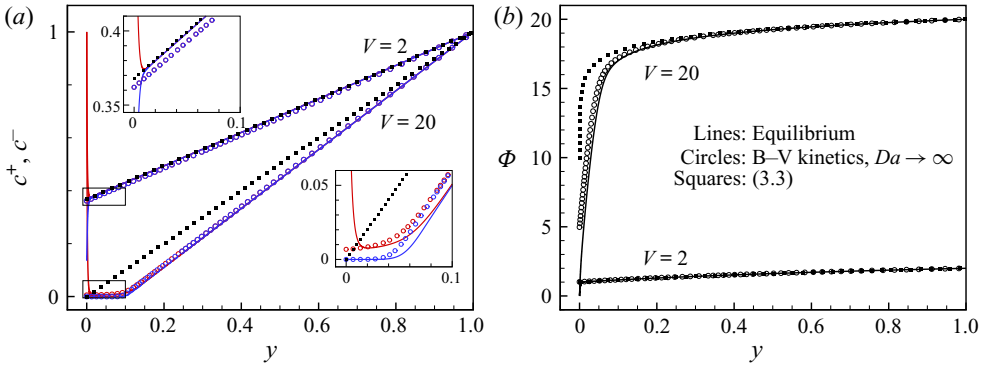 (a)
1
0
c⁺, c⁻
0
0.2
0.4
0.6
0.8
1.0
y
V = 2
V = 20
0.4
0.35
0
0.1
0.05
0
0
0.1
(b)
20
15
10
5
0
Φ
0
0.2
0.4
0.6
0.8
1.0
y
V = 20
Lines: Equilibrium
Circles: B–V kinetics, Da → ∞
Squares: (3.3)
V = 2